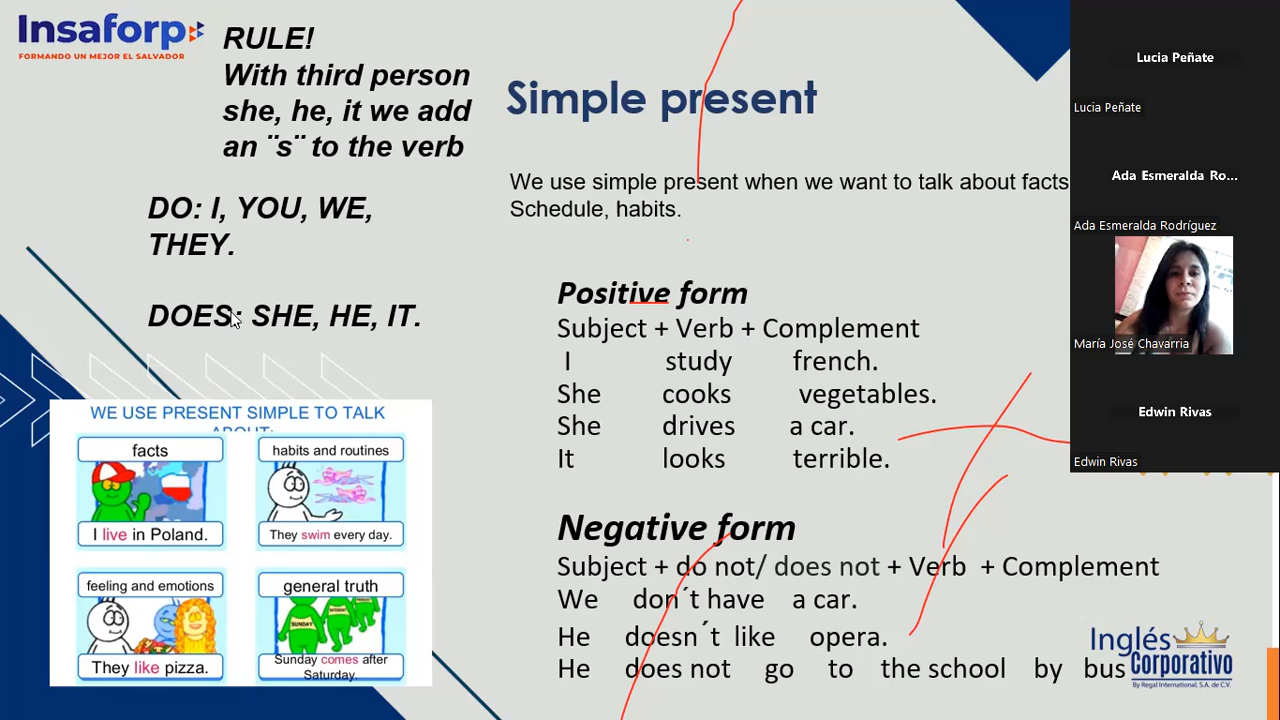 Insaforp
FORMANDO UN MEJOR EL SALVADOR
RULE!
With third person
she, he, it we add
an ¨s¨ to the verb
DO: I, YOU, WE,
THEY.
DOES: SHE, HE, IT.
Simple present
We use simple present when we want to talk about facts
Schedule, habits.
Positive form
Subject + Verb + Complement
I study french.
She cooks vegetables.
She drives a car.
It looks terrible.
Negative form
Subject + do not/ does not + Verb + Complement
We don´t have a car.
He doesn´t like opera.
He does not go to the school by bus
WE USE PRESENT SIMPLE TO TALK
ABOUT:
facts
I live in Poland.
habits and routines
They swim every day.
feeling and emotions
They like pizza.
general truth
SUNDAY
Sunday comes after
Saturday.
Lucia Peñate
Lucia Peñate
Ada Esmeralda Ro...
Ada Esmeralda Rodríguez
María José Chavarria
Edwin Rivas
Edwin Rivas
Inglés
Corporativo
By Regal International, S.A. de C.V.